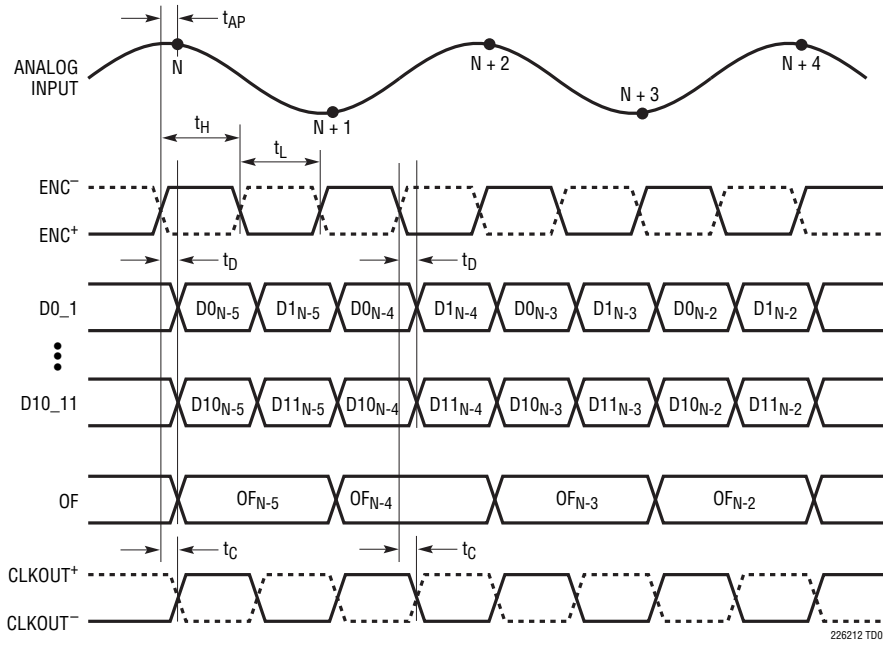 tAP
ANALOG
INPUT
N
N + 1
N + 2
N + 3
N + 4
tH
tL
ENC–
ENC+
tD
tD
D0_1
D0N-5
D1N-5
D0N-4
D1N-4
D0N-3
D1N-3
D0N-2
D1N-2
D10_11
D10N-5
D11N-5
D10N-4
D11N-4
D10N-3
D11N-3
D10N-2
D11N-2
OF
OFN-5
OFN-4
OFN-3
OFN-2
tC
tC
CLKOUT+
CLKOUT–
226212 TD0